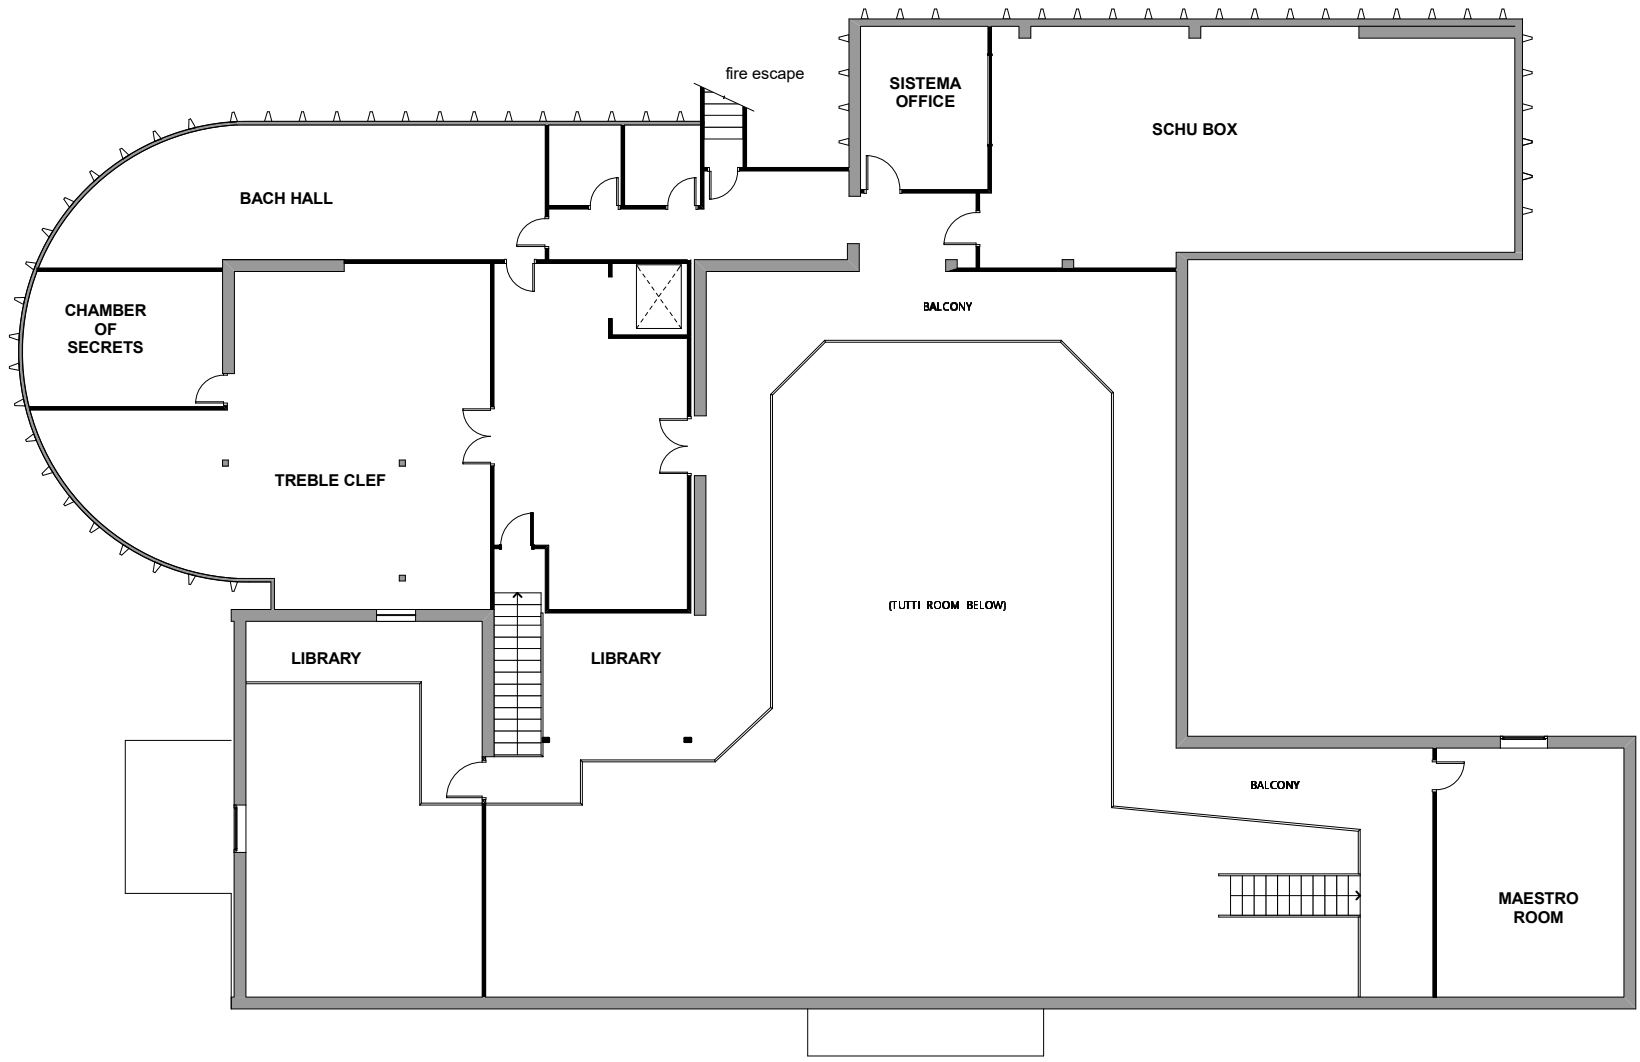 fire escape
SISTEMA
OFFICE
SCHU BOX
BACH HALL
CHAMBER
OF
SECRETS
BALCONY
TREBLE CLEF
(TUTTI ROOM BELOW)
LIBRARY
LIBRARY
BALCONY
MAESTRO
ROOM